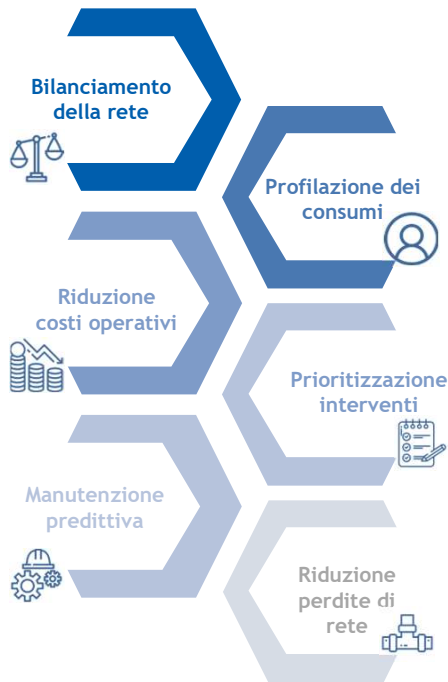 Bilanciamento
della rete
Profilazione dei
consumi
Riduzione
costi operativi
Prioritizzazione
interventi
Manutenzione
predittiva
Riduzione
perdite di
rete